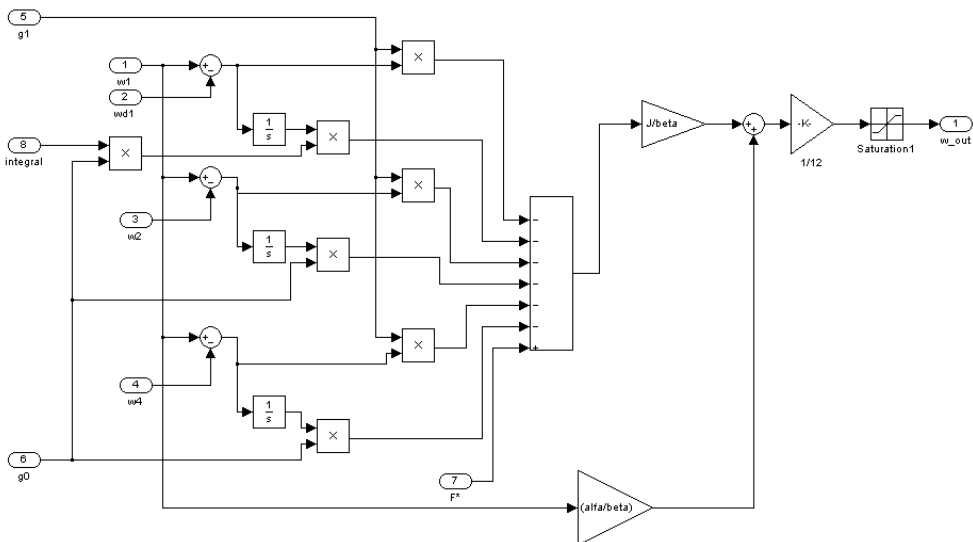 5
g1
1
w1
2
wd1
8
integral
3
w2
4
w4
6
g0
7
F*
1
s
1
s
1
s
×
×
×
×
×
×
×
+
−
+
−
+
−
−
−
−
−
−
−
+
J/beta
(alfa/beta)
+
+
-K-
1/12
Saturation1
1
w_out